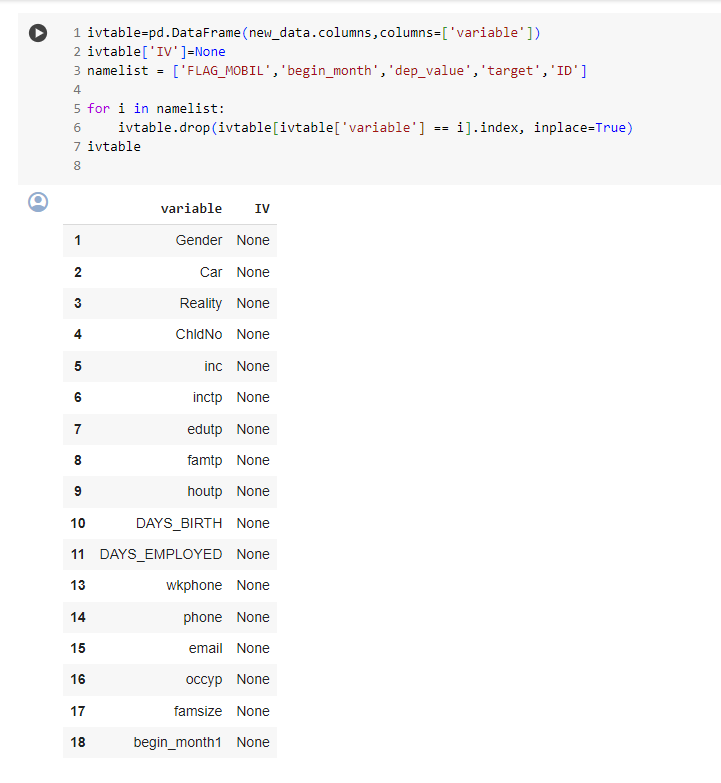 1 ivtable=pd.DataFrame(new_data.columns,columns=['variable'])
2 ivtable['IV']=None
3 namelist = ['FLAG_MOBIL','begin_month','dep_value','target','ID']
4
5 for i in namelist:
6     ivtable.drop(ivtable[ivtable['variable'] == i].index, inplace=True)
7 ivtable
8
variable IV
1 Gender None
2 Car None
3 Reality None
4 ChldNo None
5 inc None
6 inctp None
7 edutp None
8 famtp None
9 houtp None
10 DAYS_BIRTH None
11 DAYS_EMPLOYED None
13 wkphone None
14 phone None
15 email None
16 occyp None
17 famsize None
18 begin_month1 None